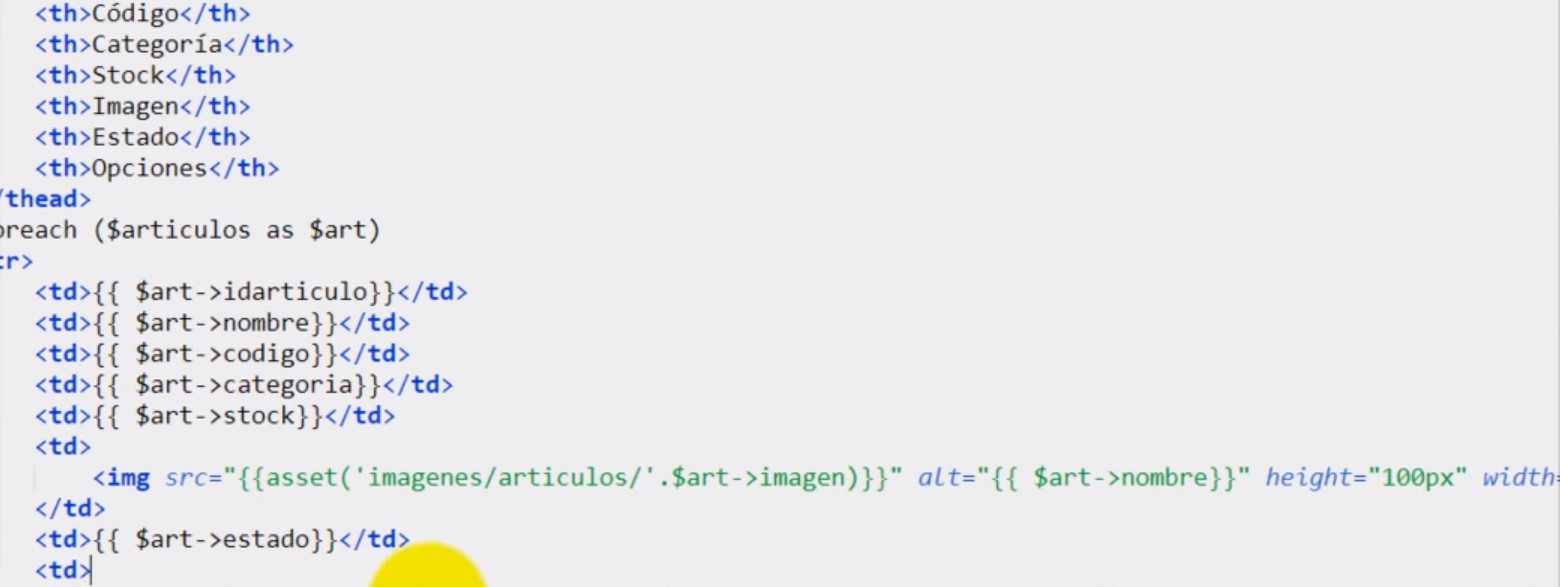 <th>Código</th>
<th>Categoría</th>
<th>Stock</th>
<th>Imagen</th>
<th>Estado</th>
<th>Opciones</th>
/thead>
oreach ($articulos as $art)
tr>
<td>{{ $art->idarticulo}}</td>
<td>{{ $art->nombre}}</td>
<td>{{ $art->codigo}}</td>
<td>{{ $art->categoria}}</td>
<td>{{ $art->stock}}</td>
<td>
<img src="{{asset('imagenes/articulos/'.$art->imagen)}}" alt="{{ $art->nombre}}" height="100px" width=
</td>
<td>{{ $art->estado}}</td>
<td>